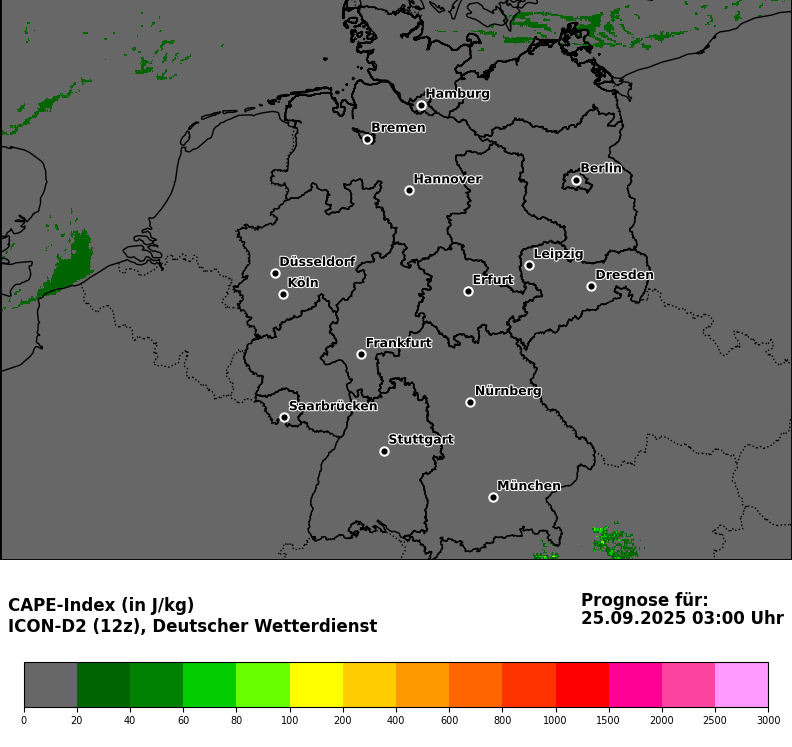 Hamburg
Bremen
Berlin
Hannover
Leipzig
Düsseldorf
Dresden
Erfurt
Köln
Frankfurt
Nürnberg
Saarbrücken
Stuttgart
München
CAPE-Index (in J/kg)
ICON-D2 (12z), Deutscher Wetterdienst
Prognose für:
25.09.2025 03:00 Uhr
0 20 40 60 80 100 200 400 600 800 1000 1500 2000 2500 3000